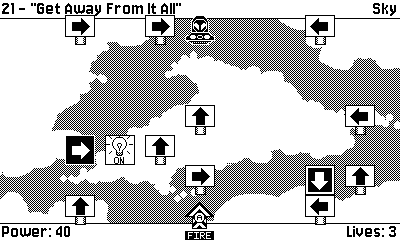 21 - "Get Away From It All" Sky
ON
FIRE
Power: 40 Lives: 3